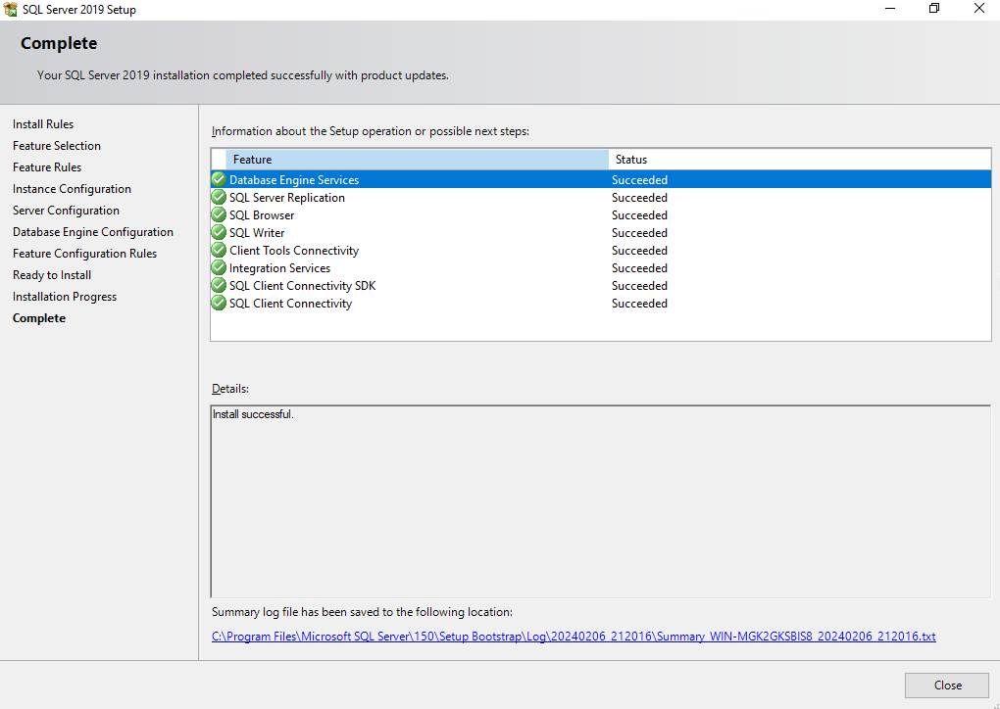 SQL Server 2019 Setup
Complete
Your SQL Server 2019 installation completed successfully with product updates.
Install Rules
Feature Selection
Feature Rules
Instance Configuration
Server Configuration
Database Engine Configuration
Feature Configuration Rules
Ready to Install
Installation Progress
Complete
Information about the Setup operation or possible next steps:
Feature Status
Database Engine Services Succeeded
SQL Server Replication Succeeded
SQL Browser Succeeded
SQL Writer Succeeded
Client Tools Connectivity Succeeded
Integration Services Succeeded
SQL Client Connectivity SDK Succeeded
SQL Client Connectivity Succeeded
Details:
Install successful.
Summary log file has been saved to the following location:
C:\Program Files\Microsoft SQL Server\150\Setup Bootstrap\Log\20240206_212016\Summary_WIN-MGK2GKSBIS8_20240206_212016.txt
Close